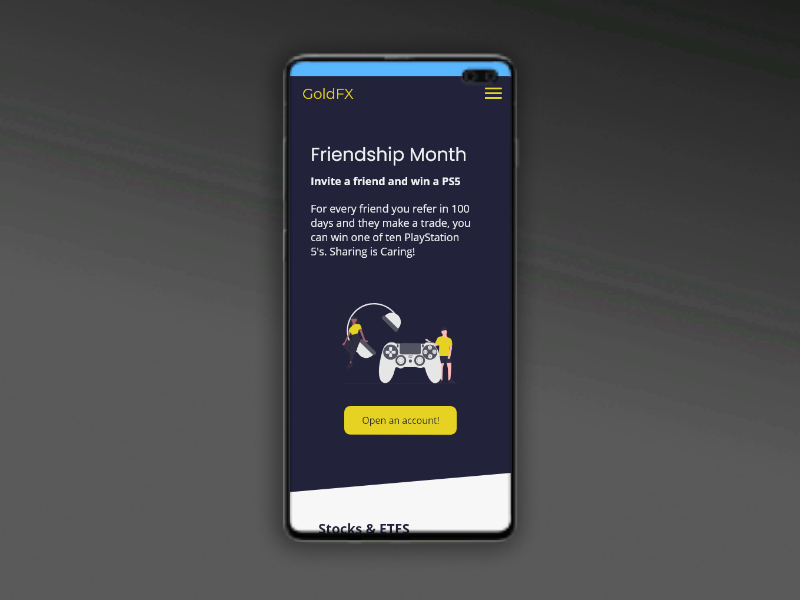 GoldFX
Friendship Month
Invite a friend and win a PS5
For every friend you refer in 100
days and they make a trade, you
can win one of ten PlayStation
5's. Sharing is Caring!
Open an account!
Stocks & ETFS